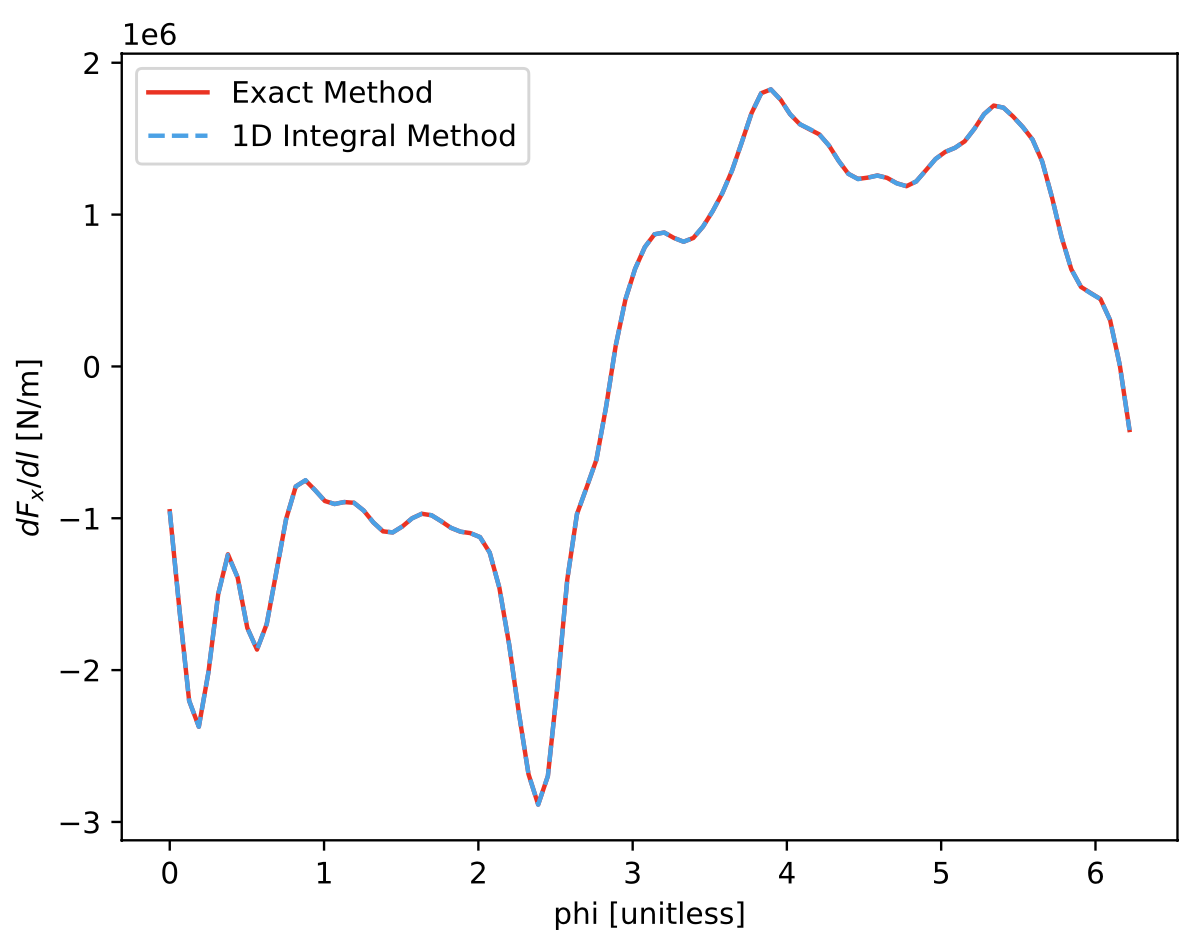 1e6
2
1
0
−1
−2
−3
dFx/dl [N/m]
Exact Method
1D Integral Method
0 1 2 3 4 5 6
phi [unitless]